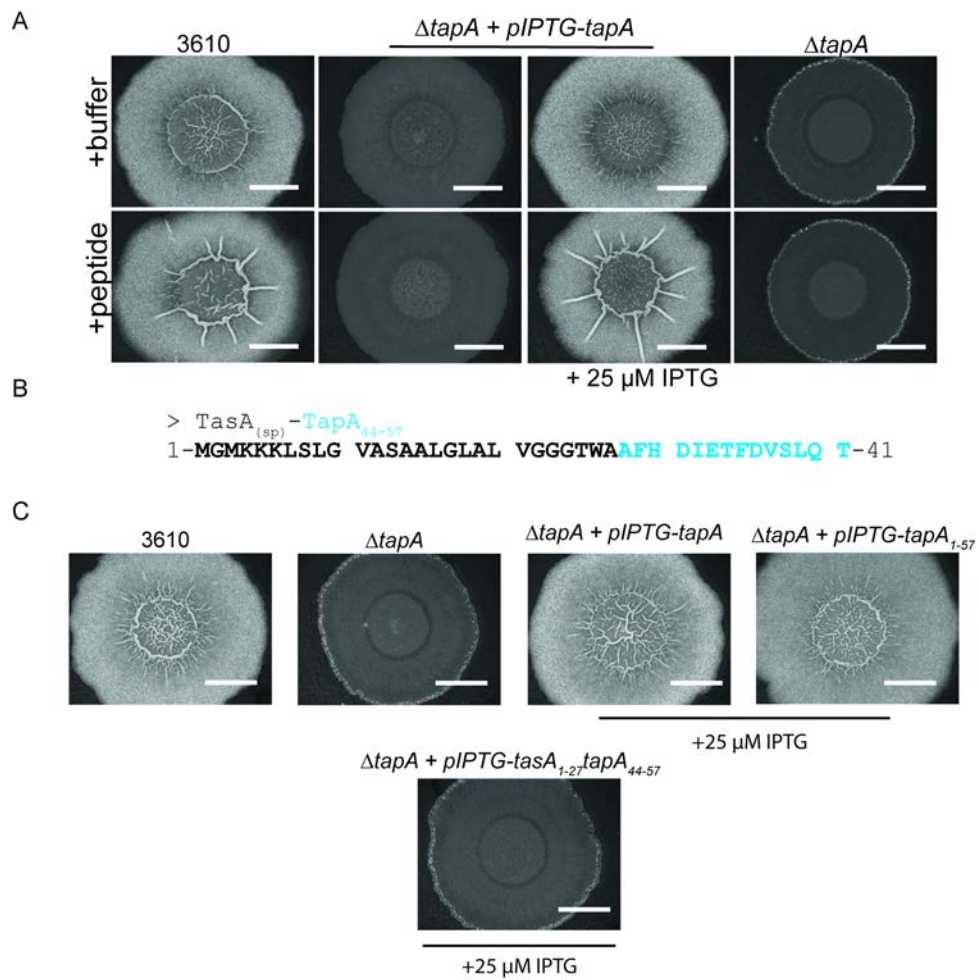 A
3610
ΔtapA + pIPTG-tapA
ΔtapA
+buffer
+peptide
+ 25 µM IPTG
B
> TasA(sp)-TapA44-57
1-MGMKKKLSLG VASAALGLAL VGGGTWAAFH DIETFDVSLQ T-41
C
3610
ΔtapA
ΔtapA + pIPTG-tapA
ΔtapA + pIPTG-tapA1-57
+25 µM IPTG
ΔtapA + pIPTG-tasA1-27tapA44-57
+25 µM IPTG